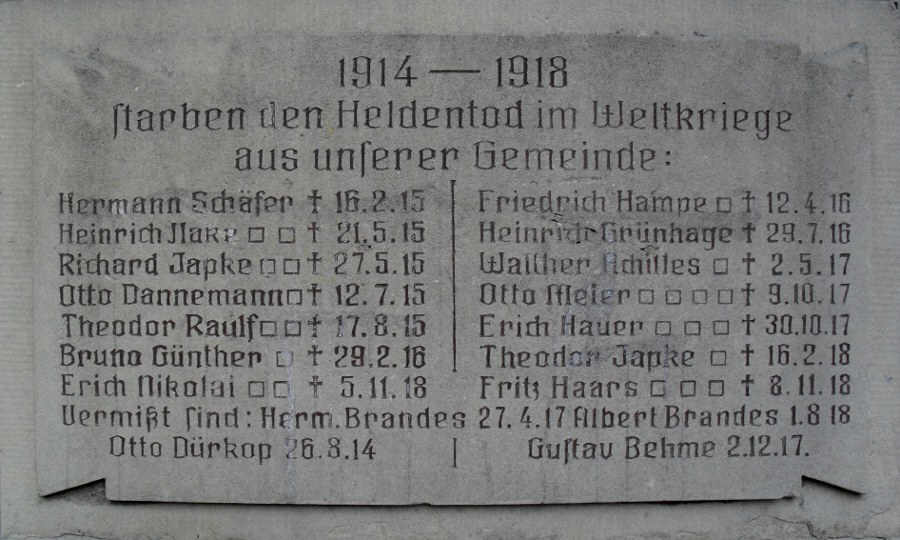 1914 — 1918
ſtarben den Heldentod im Weltkriege
aus unſerer Gemeinde:
Hermann Schäfer † 16.2.15
Heinrich Hake □ □ † 21.5.15
Richard Japke □ □ † 27.5.15
Otto Dannemann □ † 12.7.15
Theodor Raulf □ □ † 17.8.15
Bruno Günther □ † 29.2.16
Erich Nikolai □ □ † 5.11.18
Friedrich Hampe □ † 12.4.16
Heinrich Grünhage † 29.7.16
Walther Achilles □ † 2.5.17
Otto Meier □ □ □ □ † 9.10.17
Erich Hauer □ □ □ † 30.10.17
Theodor Japke □ † 16.2.18
Fritz Haars □ □ □ † 8.11.18
Vermißt ſind: Herm. Brandes 27.4.17 Albert Brandes 1.8 18
Otto Dürkop 26.8.14 | Guſtav Behme 2.12.17.